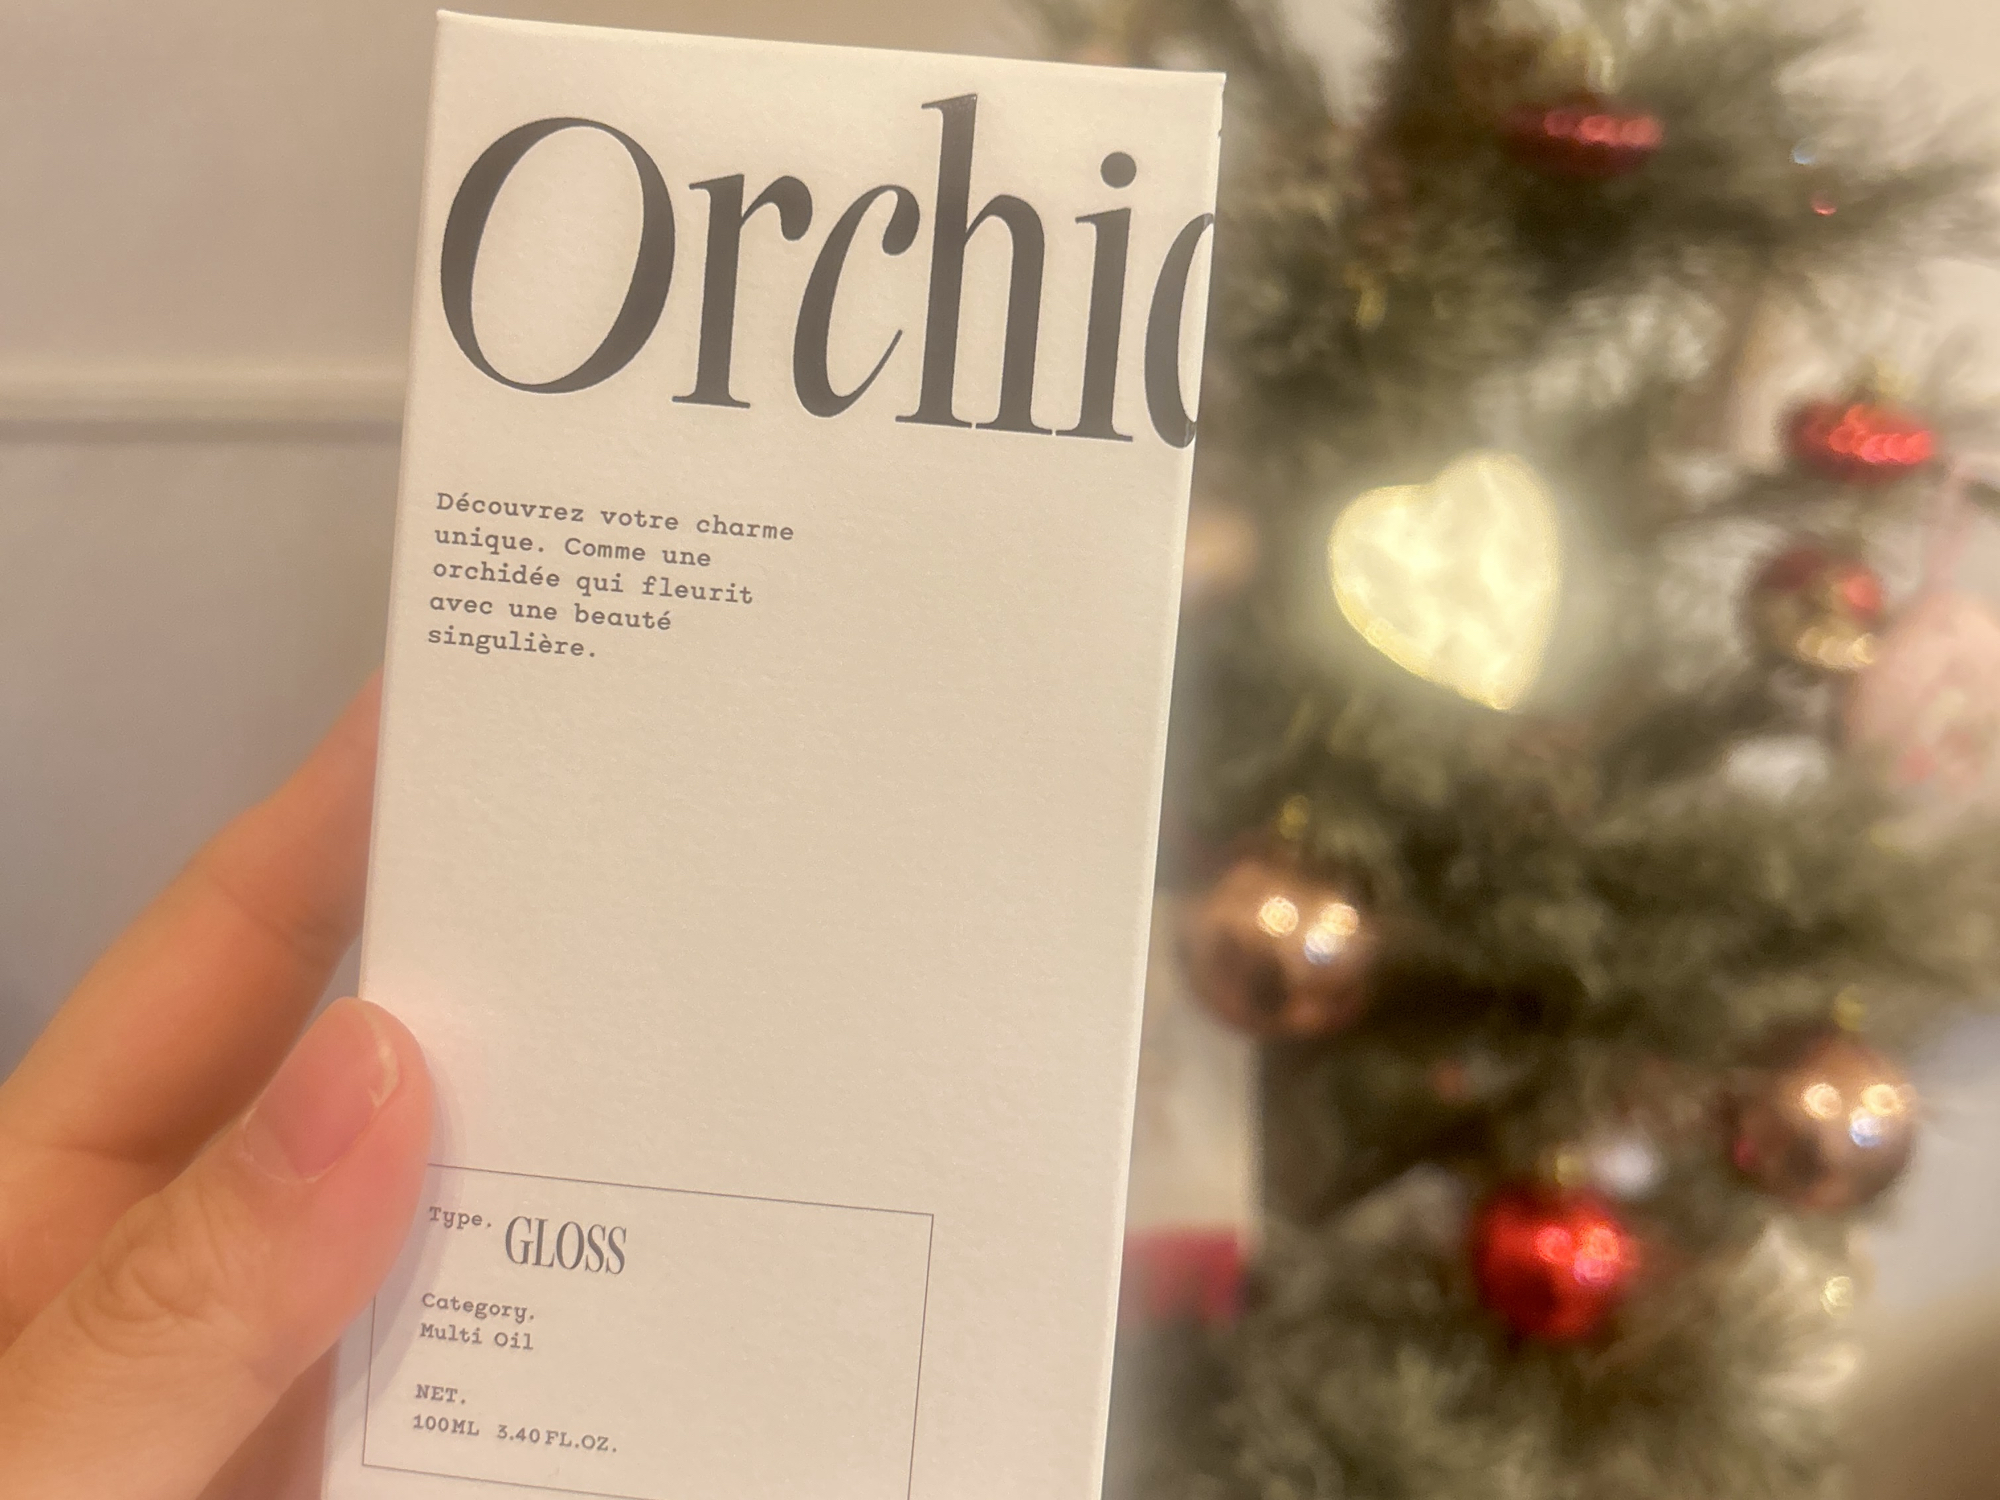 Orchid
Découvrez votre charme
unique. Comme une
orchidée qui fleurit
avec une beauté
singulière.
Type. GLOSS
Category.
Multi Oil
NET.
100ML 3.40 FL.OZ.